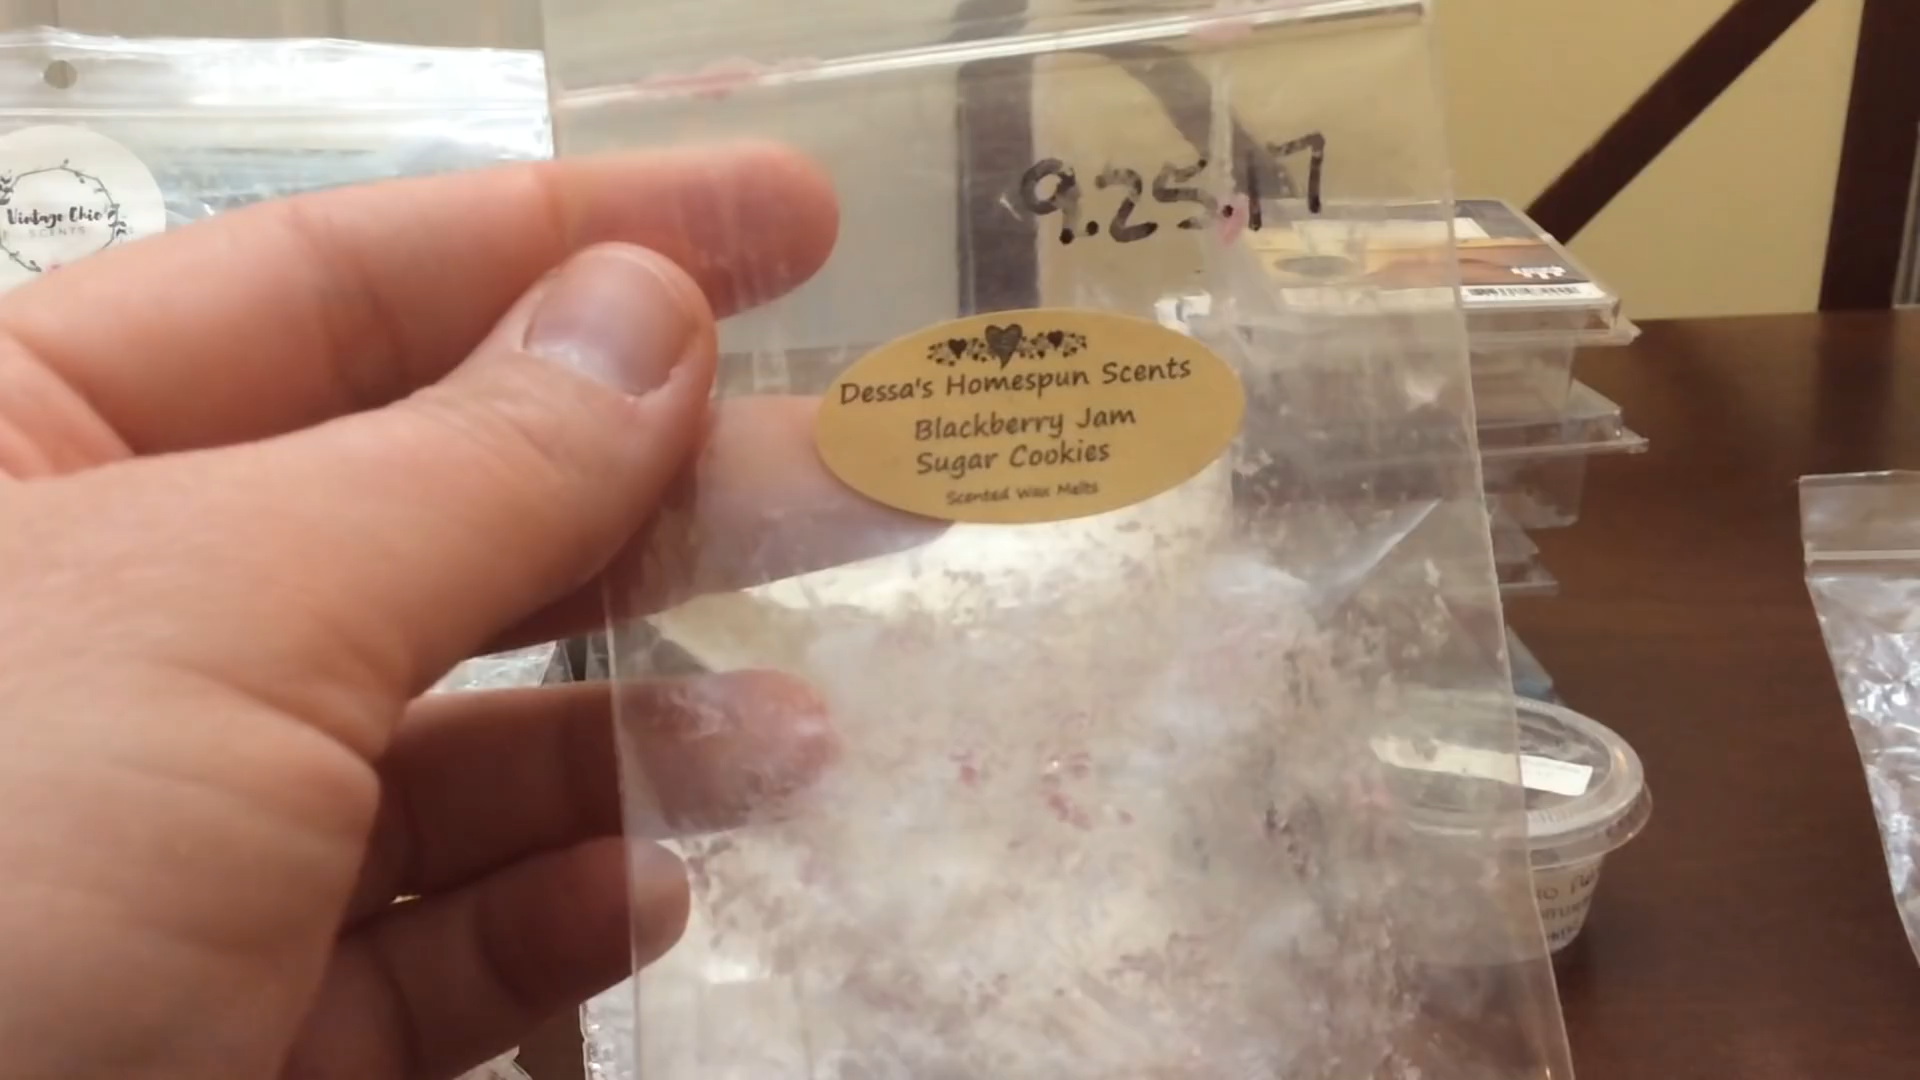 9.25.17
Vintage Chic
SCENTS
Dessa's Homespun Scents
Blackberry Jam
Sugar Cookies
Scented Wax Melts